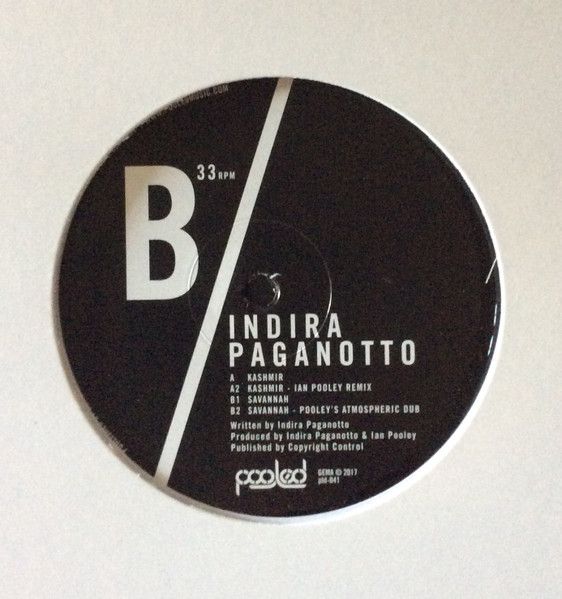 B
33 RPM
INDIRA
PAGANOTTO
A KASHMIR
A2 KASHMIR - IAN POOLEY REMIX
B1 SAVANNAH
B2 SAVANNAH - POOLEY'S ATMOSPHERIC DUB
Written by Indira Paganotto
Produced by Indira Paganotto & Ian Pooley
Published by Copyright Control
pooled
GEMA © 2017
pld-041